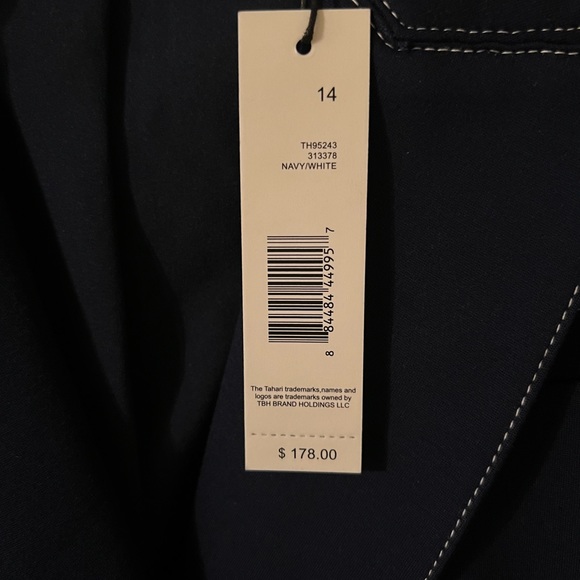 14
TH95243
313378
NAVY/WHITE
8 84484 44995 7
The Tahari trademarks,names and
logos are trademarks owned by
TBH BRAND HOLDINGS LLC
$ 178.00